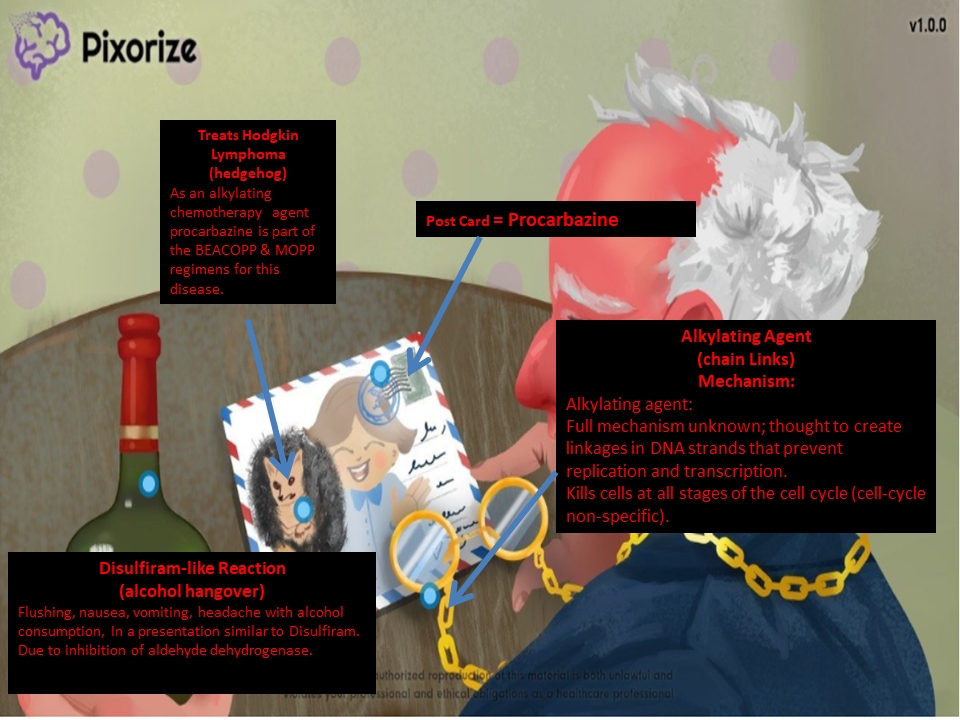 Pixorize
v1.0.0
Treats Hodgkin
Lymphoma
(hedgehog)
As an alkylating
chemotherapy agent
procarbazine is part of
the BEACOPP & MOPP
regimens for this
disease.
Post Card = Procarbazine
Alkylating Agent
(chain Links)
Mechanism:
Alkylating agent:
Full mechanism unknown; thought to create
linkages in DNA strands that prevent
replication and transcription.
Kills cells at all stages of the cell cycle (cell-cycle
non-specific).
Disulfiram-like Reaction
(alcohol hangover)
Flushing, nausea, vomiting, headache with alcohol
consumption, In a presentation similar to Disulfiram.
Due to inhibition of aldehyde dehydrogenase.
authorized reproduction of this material is both unlawful and
violates your professional and ethical obligations as a healthcare professional